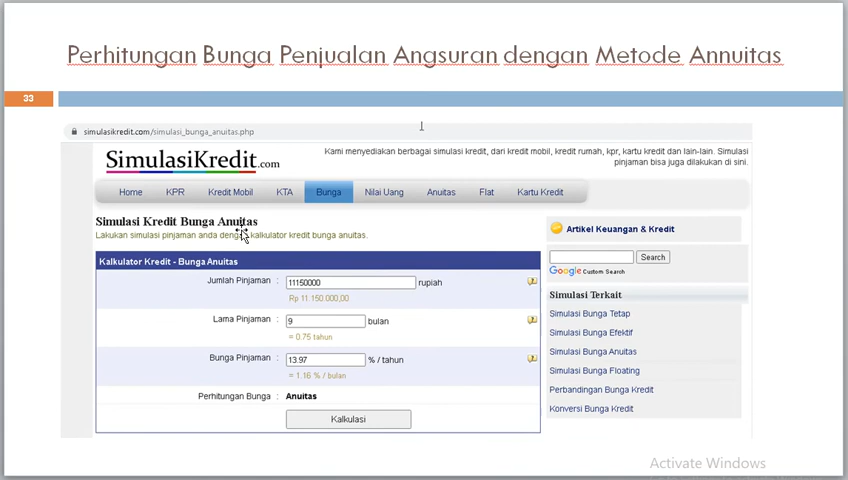 Perhitungan Bunga Penjualan Angsuran dengan Metode Annuitas
33
simulasikredit.com/simulasi_bunga_anuitas.php
SimulasiKredit.com
Kami menyediakan berbagai simulasi kredit, dari kredit mobil, kredit rumah, kpr, kartu kredit dan lain-lain. Simulasi
pinjaman bisa juga dilakukan di sini.
Home KPR Kredit Mobil KTA Bunga Nilai Uang Anuitas Flat Kartu Kredit
Simulasi Kredit Bunga Anuitas
Lakukan simulasi pinjaman anda dengan kalkulator kredit bunga anuitas.
Kalkulator Kredit - Bunga Anuitas
Jumlah Pinjaman : 11150000 rupiah
Rp 11.150.000,00
Lama Pinjaman : 9 bulan
= 0.75 tahun
Bunga Pinjaman : 13.97 % / tahun
= 1.16 % / bulan
Perhitungan Bunga : Anuitas
Kalkulasi
Artikel Keuangan & Kredit
Search
Google Custom Search
Simulasi Terkait
Simulasi Bunga Tetap
Simulasi Bunga Efektif
Simulasi Bunga Anuitas
Simulasi Bunga Floating
Perbandingan Bunga Kredit
Konversi Bunga Kredit
Activate Windows